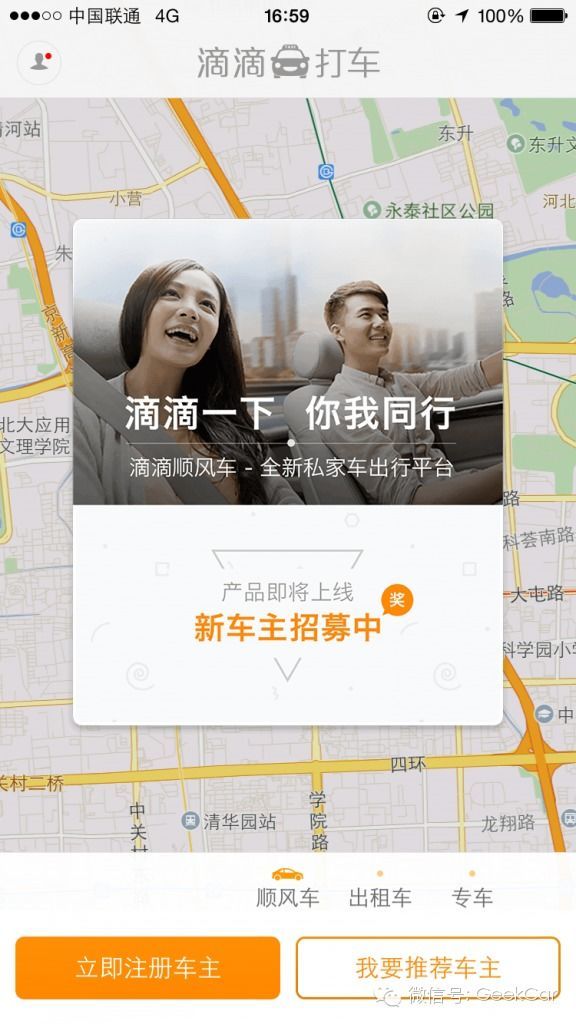 中国联通 4G 16:59 100%
滴滴打车
清河站
东升
东升文
小营
永泰社区公园
河北
朱
路
京新高
北大应用
文理学院
滴滴一下 你我同行
滴滴顺风车 - 全新私家车出行平台
路
科荟南路
产品即将上线
奖
大屯路
新车主招募中
科学园小
中
四环
关村二桥
中关村
学院路
清华园站
龙翔路
顺风车 出租车 专车
立即注册车主 我要推荐车主
微信号: GeekCar